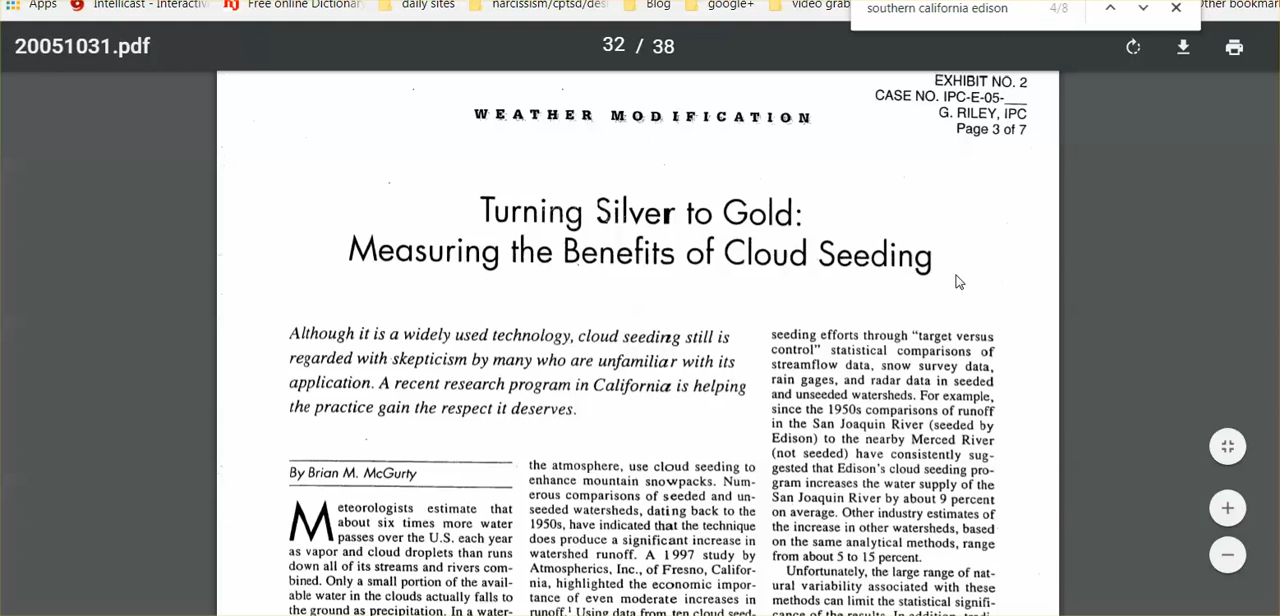 Apps
Intellicast - Interactiv
Free online Dictionar
daily sites
narcissism/cptsd/des
Blog
google+
video grab
southern california edison
4/8
Other bookmar
20051031.pdf
32 / 38
EXHIBIT NO. 2
CASE NO. IPC-E-05-___
G. RILEY, IPC
Page 3 of 7
WEATHER MODIFICATION
Turning Silver to Gold:
Measuring the Benefits of Cloud Seeding
Although it is a widely used technology, cloud seeding still is
regarded with skepticism by many who are unfamiliar with its
application. A recent research program in California is helping
the practice gain the respect it deserves.
By Brian M. McGurty
Meteorologists estimate that
about six times more water
passes over the U.S. each year
as vapor and cloud droplets than runs
down all of its streams and rivers com-
bined. Only a small portion of the avail-
able water in the clouds actually falls to
the ground as precipitation. In a water-
the atmosphere, use cloud seeding to
enhance mountain snowpacks. Num-
erous comparisons of seeded and un-
seeded watersheds, dating back to the
1950s, have indicated that the technique
does produce a significant increase in
watershed runoff. A 1997 study by
Atmospherics, Inc., of Fresno, Califor-
nia, highlighted the economic impor-
tance of even moderate increases in
runoff.¹ Using data from ten cloud seed-
seeding efforts through “target versus
control” statistical comparisons of
streamflow data, snow survey data,
rain gages, and radar data in seeded
and unseeded watersheds. For example,
since the 1950s comparisons of runoff
in the San Joaquin River (seeded by
Edison) to the nearby Merced River
(not seeded) have consistently sug-
gested that Edison's cloud seeding pro-
gram increases the water supply of the
San Joaquin River by about 9 percent
on average. Other industry estimates of
the increase in other watersheds, based
on the same analytical methods, range
from about 5 to 15 percent.
Unfortunately, the large range of nat-
ural variability associated with these
methods can limit the statistical signifi-
cance of the results. In addition, tradi-